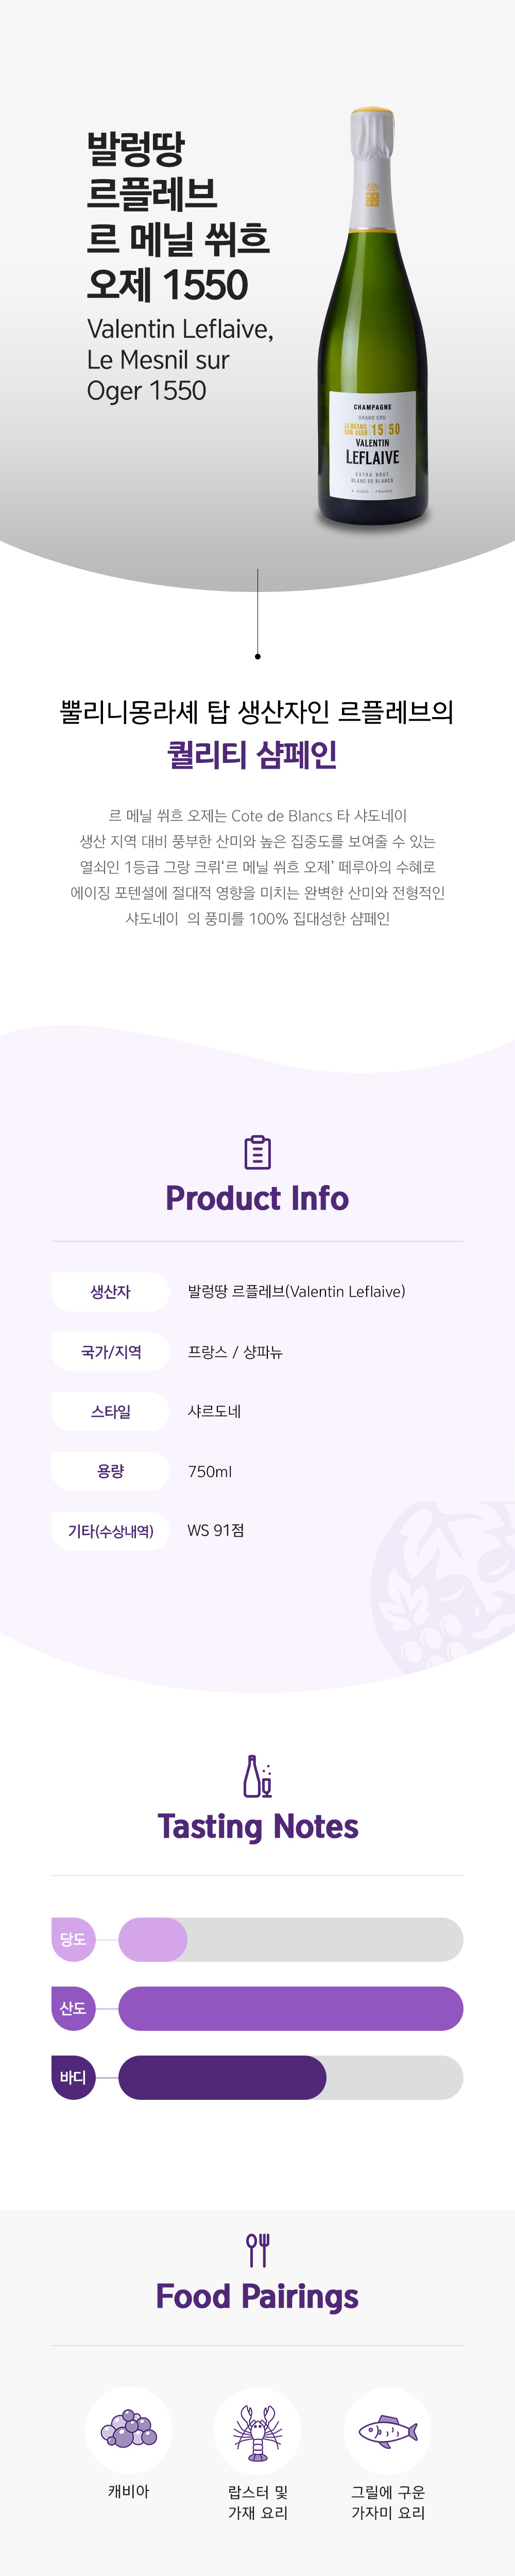 발렁땅
르플레브
르 메닐 쒸흐
오제 1550
Valentin Leflaive,
Le Mesnil sur
Oger 1550
CHAMPAGNE
GRAND CRU
LE MESNIL
SUR OGER 15 50
VALENTIN
LEFLAIVE
EXTRA BRUT
BLANC DE BLANCS
A OGER - FRANCE
뿔리니몽라셰 탑 생산자인 르플레브의
퀄리티 샴페인
르 메닐 쒸흐 오제는 Cote de Blancs 타 샤도네이
생산 지역 대비 풍부한 산미와 높은 집중도를 보여줄 수 있는
열쇠인 1등급 그랑 크뤼‘르 메닐 쒸흐 오제’ 떼루아의 수혜로
에이징 포텐셜에 절대적 영향을 미치는 완벽한 산미와 전형적인
샤도네이 의 풍미를 100% 집대성한 샴페인
Product Info
생산자 발렁땅 르플레브(Valentin Leflaive)
국가/지역 프랑스 / 샹파뉴
스타일 샤르도네
용량 750ml
기타(수상내역) WS 91점
Tasting Notes
당도
산도
바디
Food Pairings
캐비아
랍스터 및
가재 요리
그릴에 구운
가자미 요리